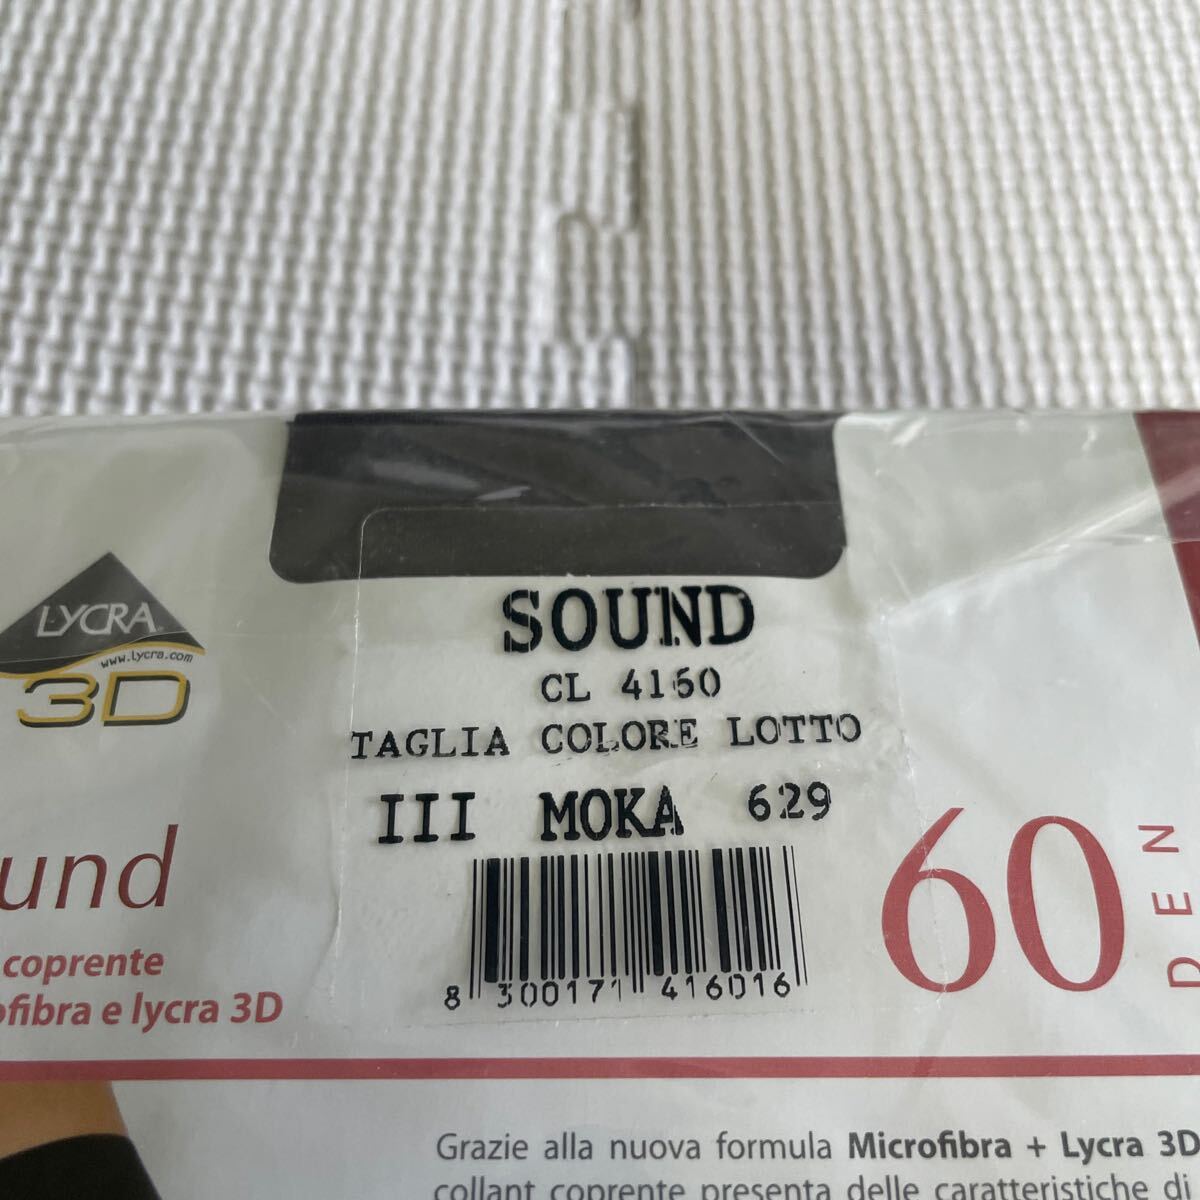 LYCRA
www.lycra.com
3D
SOUND
CL 4160
TAGLIA COLORE LOTTO
III MOKA 629
8 300171 416016
60
DEN
und
coprente
e lycra 3D
Grazie alla nuova formula Microfibra + Lycra 3D
collant coprente presenta delle caratteristiche di